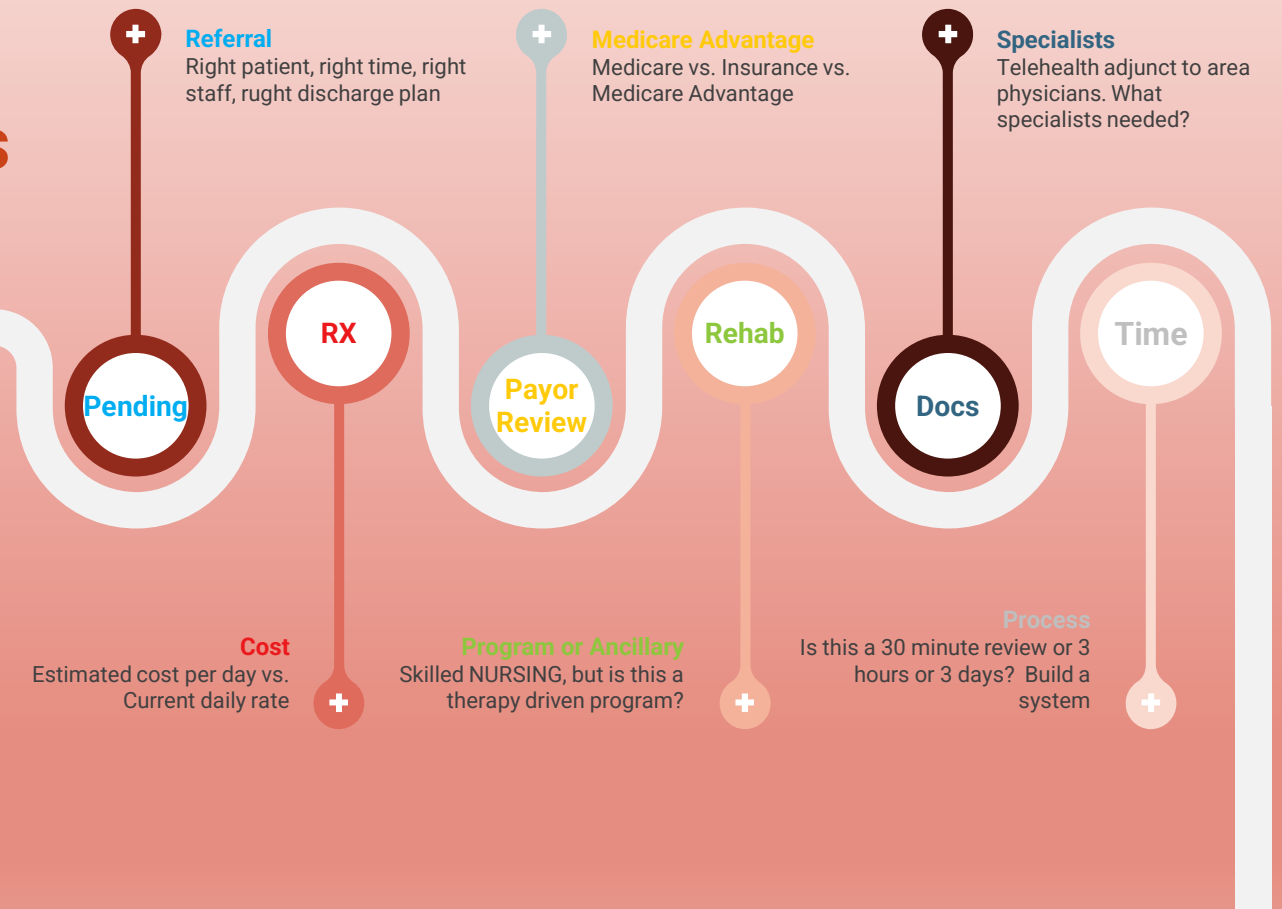 Referral
Right patient, right time, right
staff, rught discharge plan
Medicare Advantage
Medicare vs. Insurance vs.
Medicare Advantage
Specialists
Telehealth adjunct to area
physicians. What
specialists needed?
s
Pending
RX
Payor
Review
Rehab
Docs
Time
Cost
Estimated cost per day vs.
Current daily rate
Program or Ancillary
Skilled NURSING, but is this a
therapy driven program?
Process
Is this a 30 minute review or 3
hours or 3 days?  Build a
system